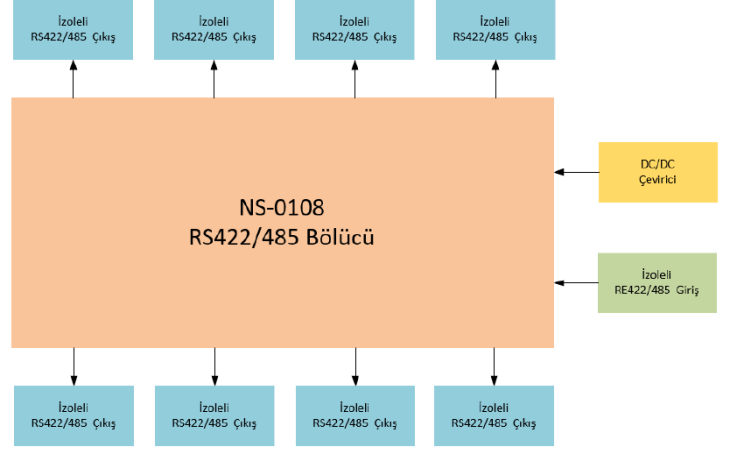 İzoleli
RS422/485 Çıkış
İzoleli
RS422/485 Çıkış
İzoleli
RS422/485 Çıkış
İzoleli
RS422/485 Çıkış
DC/DC
Çevirici
NS-0108
RS422/485 Bölücü
İzoleli
RE422/485 Giriş
İzoleli
RS422/485 Çıkış
İzoleli
RS422/485 Çıkış
İzoleli
RS422/485 Çıkış
İzoleli
RS422/485 Çıkış